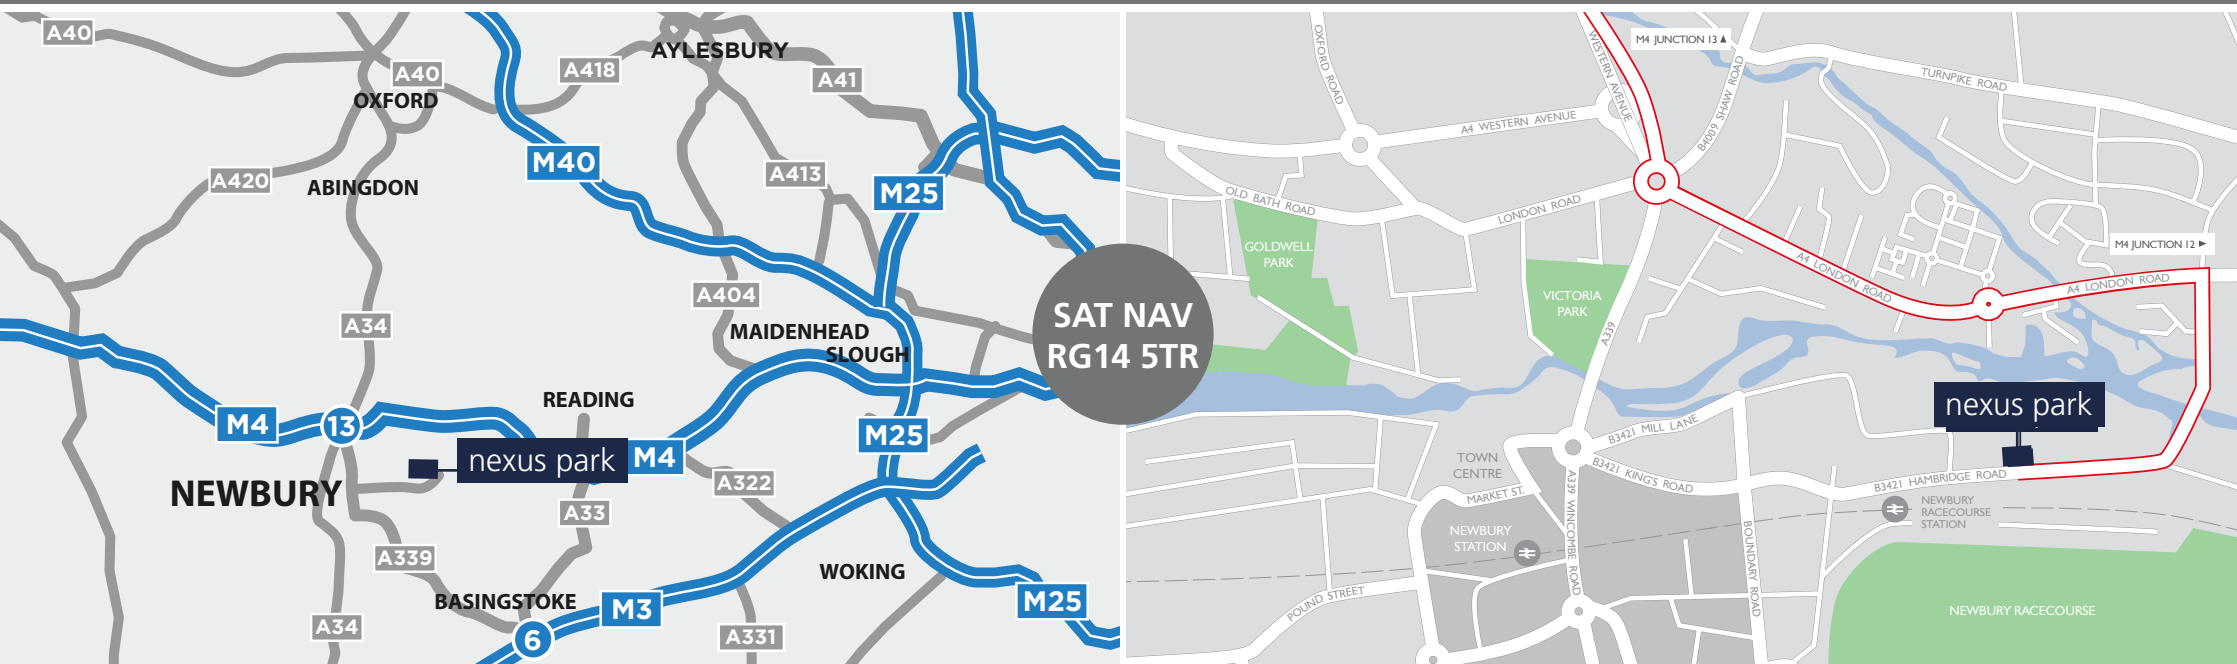 A40
A40
OXFORD
A418
AYLESBURY
A41
M40
A420
ABINGDON
A413
M25
A404
A34
MAIDENHEAD
SLOUGH
READING
M4
13
nexus park
M4
M25
A322
NEWBURY
A33
A339
WOKING
BASINGSTOKE
M3
M25
A34
6
A331
SAT NAV
RG14 5TR
OXFORD ROAD
WESTERN AVENUE
M4 JUNCTION 13
B4009 SHAW ROAD
TURNPIKE ROAD
A4 WESTERN AVENUE
OLD BATH ROAD
LONDON ROAD
GOLDWELL
PARK
M4 JUNCTION 12
A4 LONDON ROAD
A4 LONDON ROAD
VICTORIA
PARK
A339
nexus park
B3421 MILL LANE
TOWN
CENTRE
B3421 KING'S ROAD
B3421 HAMBRIDGE ROAD
MARKET ST.
A339 WINCOMBE ROAD
NEWBURY
RACECOURSE
STATION
NEWBURY
STATION
BOUNDARY ROAD
POUND STREET
NEWBURY RACECOURSE